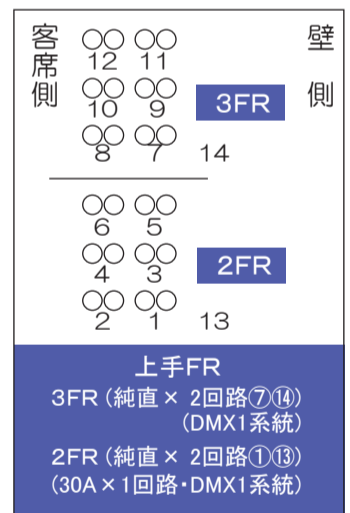 客席側
壁側
12 11
10 9 3FR
8 7 14
6 5
4 3 2FR
2 1 13
上手FR
3FR(純直× 2回路⑦⑭)
(DMX1系統)
2FR(純直× 2回路①⑬)
(30A×1回路・DMX1系統)